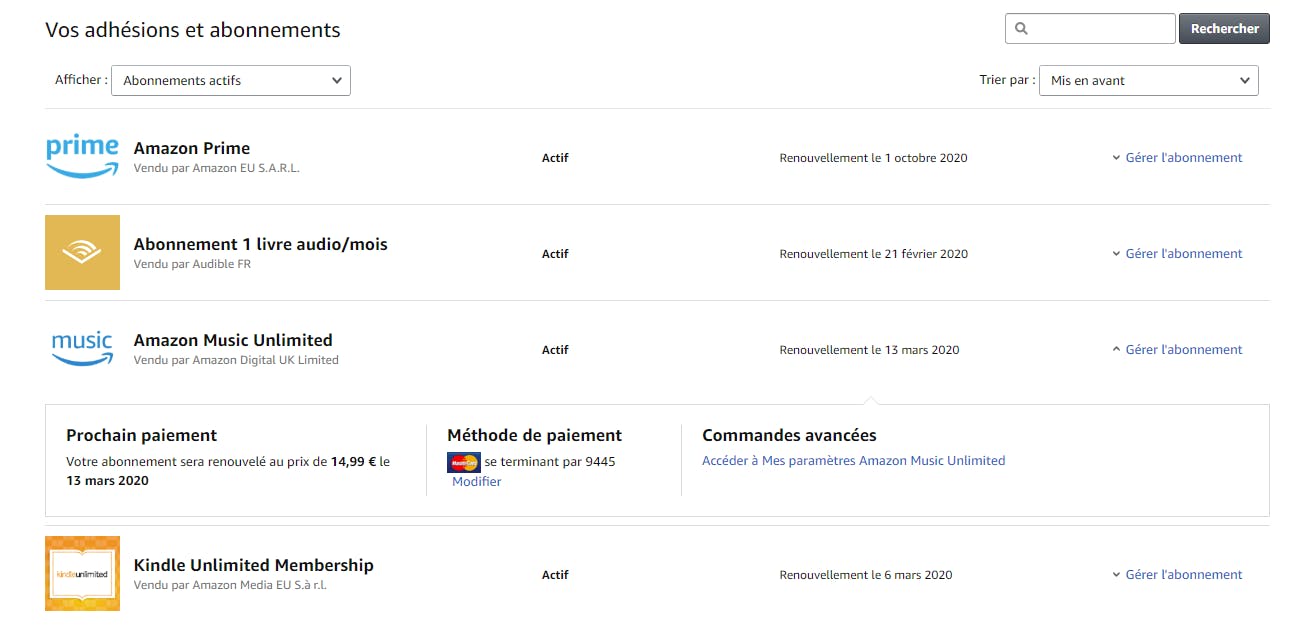 Vos adhésions et abonnements
Rechercher
Afficher : Abonnements actifs
Trier par : Mis en avant
prime
Amazon Prime
Vendu par Amazon EU S.A.R.L.
Actif
Renouvellement le 1 octobre 2020
Gérer l'abonnement
Abonnement 1 livre audio/mois
Vendu par Audible FR
Actif
Renouvellement le 21 février 2020
Gérer l'abonnement
music
Amazon Music Unlimited
Vendu par Amazon Digital UK Limited
Actif
Renouvellement le 13 mars 2020
Gérer l'abonnement
Prochain paiement
Votre abonnement sera renouvelé au prix de 14,99 € le
13 mars 2020
Méthode de paiement
MasterCard se terminant par 9445
Modifier
Commandes avancées
Accéder à Mes paramètres Amazon Music Unlimited
kindleunlimited
Kindle Unlimited Membership
Vendu par Amazon Media EU S.à r.l.
Actif
Renouvellement le 6 mars 2020
Gérer l'abonnement